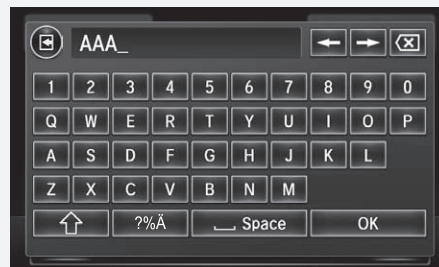 AAA_
1 2 3 4 5 6 7 8 9 0
Q W E R T Y U I O P
A S D F G H J K L
Z X C V B N M
?%Ä Space OK